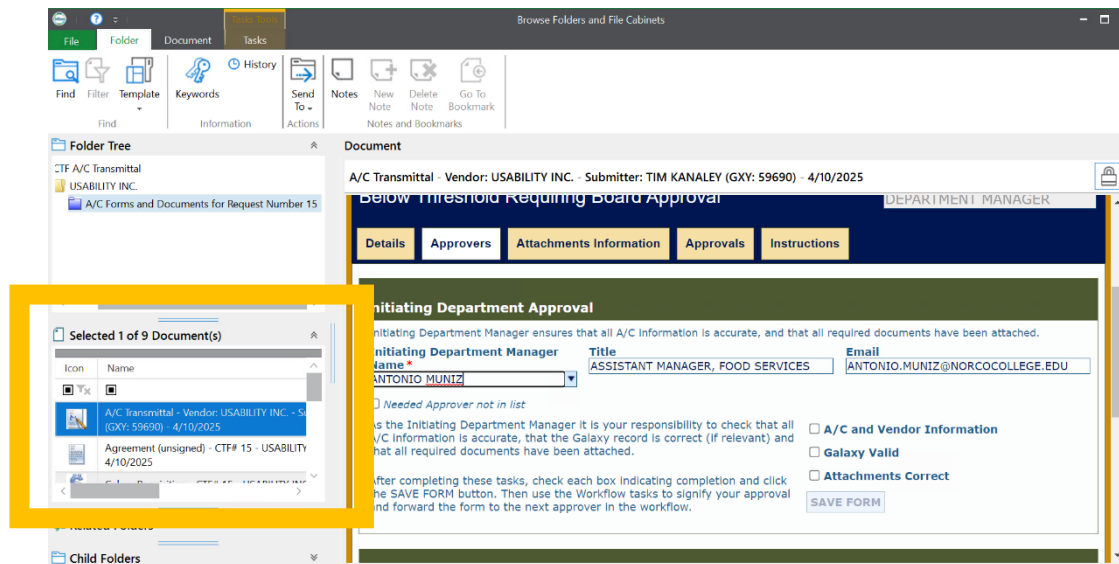 Tasks Tools
Browse Folders and File Cabinets
File Folder Document Tasks
Find Filter Template Keywords History Send To Notes New Note Delete Note Go To Bookmark
Find Information Actions Notes and Bookmarks
Folder Tree
CTF A/C Transmittal
USABILITY INC.
A/C Forms and Documents for Request Number 15
Selected 1 of 9 Document(s)
Icon Name
A/C Transmittal - Vendor: USABILITY INC. - Su
(GXY: 59690) - 4/10/2025
Agreement (unsigned) - CTF# 15 - USABILITY
4/10/2025
Related Folders
Child Folders
Document
A/C Transmittal - Vendor: USABILITY INC. - Submitter: TIM KANALEY (GXY: 59690) - 4/10/2025
Below Threshold Requiring Board Approval
DEPARTMENT MANAGER
Details Approvers Attachments Information Approvals Instructions
nitiating Department Approval
nitiating Department Manager ensures that all A/C information is accurate, and that all required documents have been attached.
nitiating Department Manager Name* Title Email
ANTONIO MUNIZ ASSISTANT MANAGER, FOOD SERVICES ANTONIO.MUNIZ@NORCOCOLLEGE.EDU
Needed Approver not in list
As the Initiating Department Manager it is your responsibility to check that all
A/C information is accurate, that the Galaxy record is correct (if relevant) and
that all required documents have been attached.
After completing these tasks, check each box indicating completion and click
the SAVE FORM button. Then use the Workflow tasks to signify your approval
and forward the form to the next approver in the workflow.
A/C and Vendor Information
Galaxy Valid
Attachments Correct
SAVE FORM